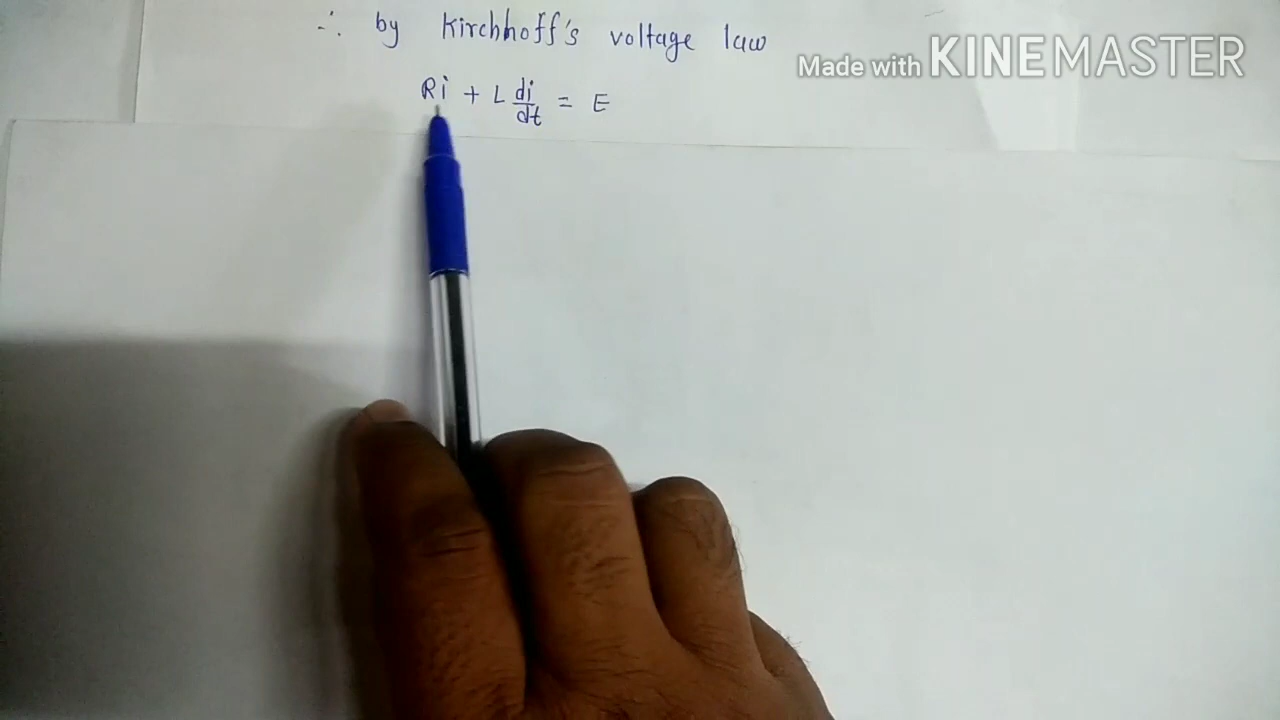 ∴ by Kirchhoff's voltage law
Made with KINEMASTER
Ri + L di/dt = E